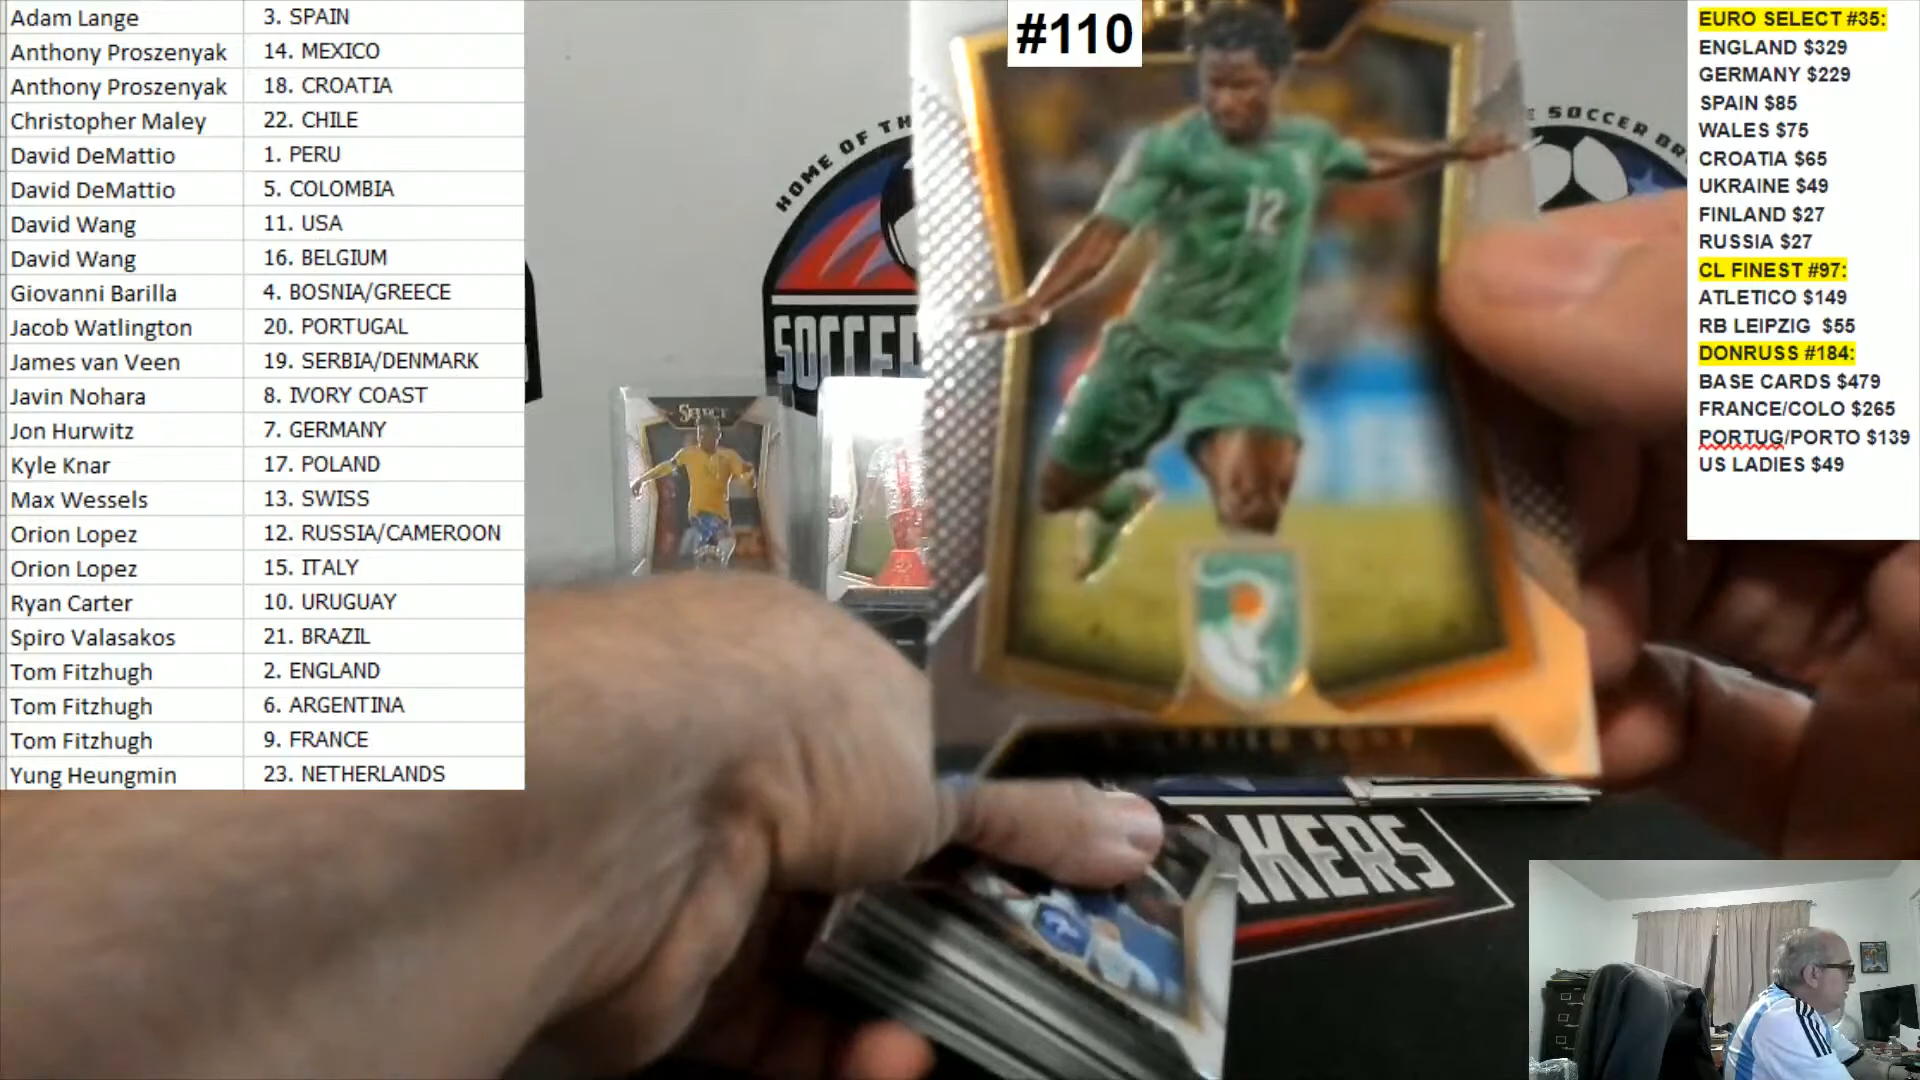 Adam Lange 3. SPAIN
Anthony Proszenyak 14. MEXICO
Anthony Proszenyak 18. CROATIA
Christopher Maley 22. CHILE
David DeMattio 1. PERU
David DeMattio 5. COLOMBIA
David Wang 11. USA
David Wang 16. BELGIUM
Giovanni Barilla 4. BOSNIA/GREECE
Jacob Watlington 20. PORTUGAL
James van Veen 19. SERBIA/DENMARK
Javin Nohara 8. IVORY COAST
Jon Hurwitz 7. GERMANY
Kyle Knar 17. POLAND
Max Wessels 13. SWISS
Orion Lopez 12. RUSSIA/CAMEROON
Orion Lopez 15. ITALY
Ryan Carter 10. URUGUAY
Spiro Valasakos 21. BRAZIL
Tom Fitzhugh 2. ENGLAND
Tom Fitzhugh 6. ARGENTINA
Tom Fitzhugh 9. FRANCE
Yung Heungmin 23. NETHERLANDS
#110
HOME OF TH
E SOCCER BR
SOCCER
SELECT
12
AKERS
EURO SELECT #35:
ENGLAND $329
GERMANY $229
SPAIN $85
WALES $75
CROATIA $65
UKRAINE $49
FINLAND $27
RUSSIA $27
CL FINEST #97:
ATLETICO $149
RB LEIPZIG $55
DONRUSS #184:
BASE CARDS $479
FRANCE/COLO $265
PORTUG/PORTO $139
US LADIES $49